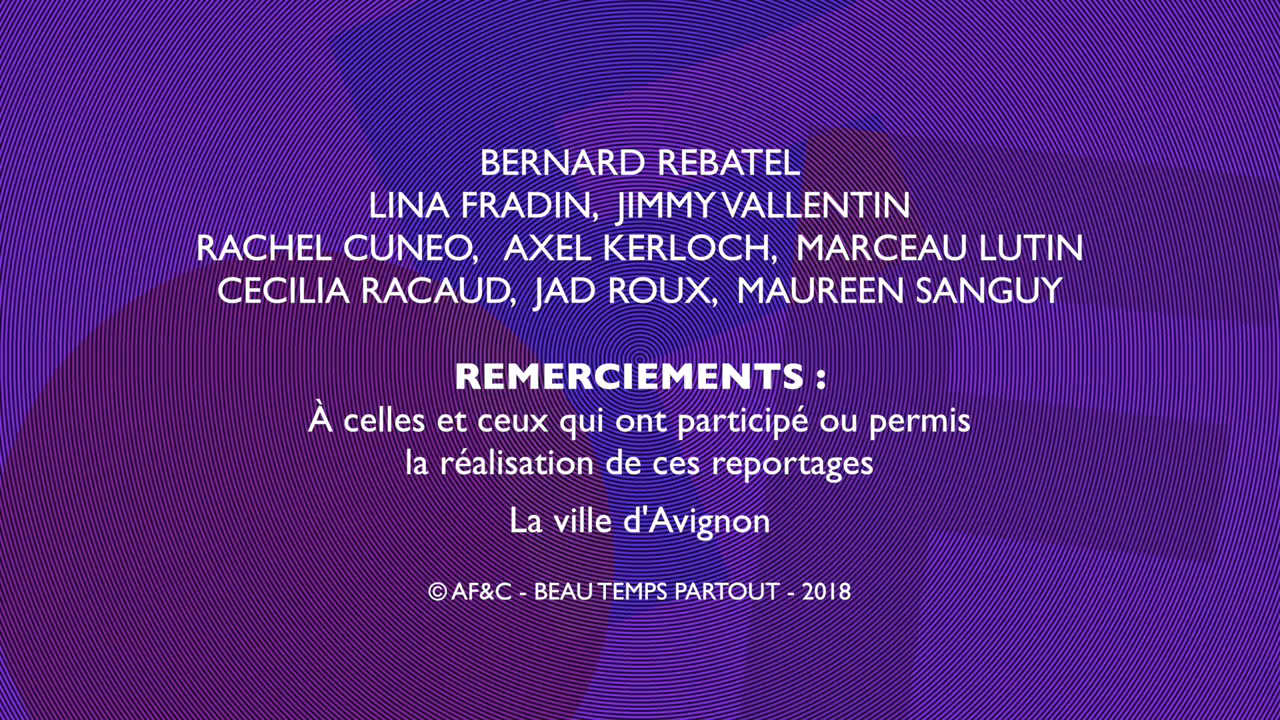 BERNARD REBATEL
LINA FRADIN, JIMMY VALLENTIN
RACHEL CUNEO, AXEL KERLOCH, MARCEAU LUTIN
CECILIA RACAUD, JAD ROUX, MAUREEN SANGUY
REMERCIEMENTS :
À celles et ceux qui ont participé ou permis
la réalisation de ces reportages
La ville d'Avignon
© AF&C - BEAU TEMPS PARTOUT - 2018